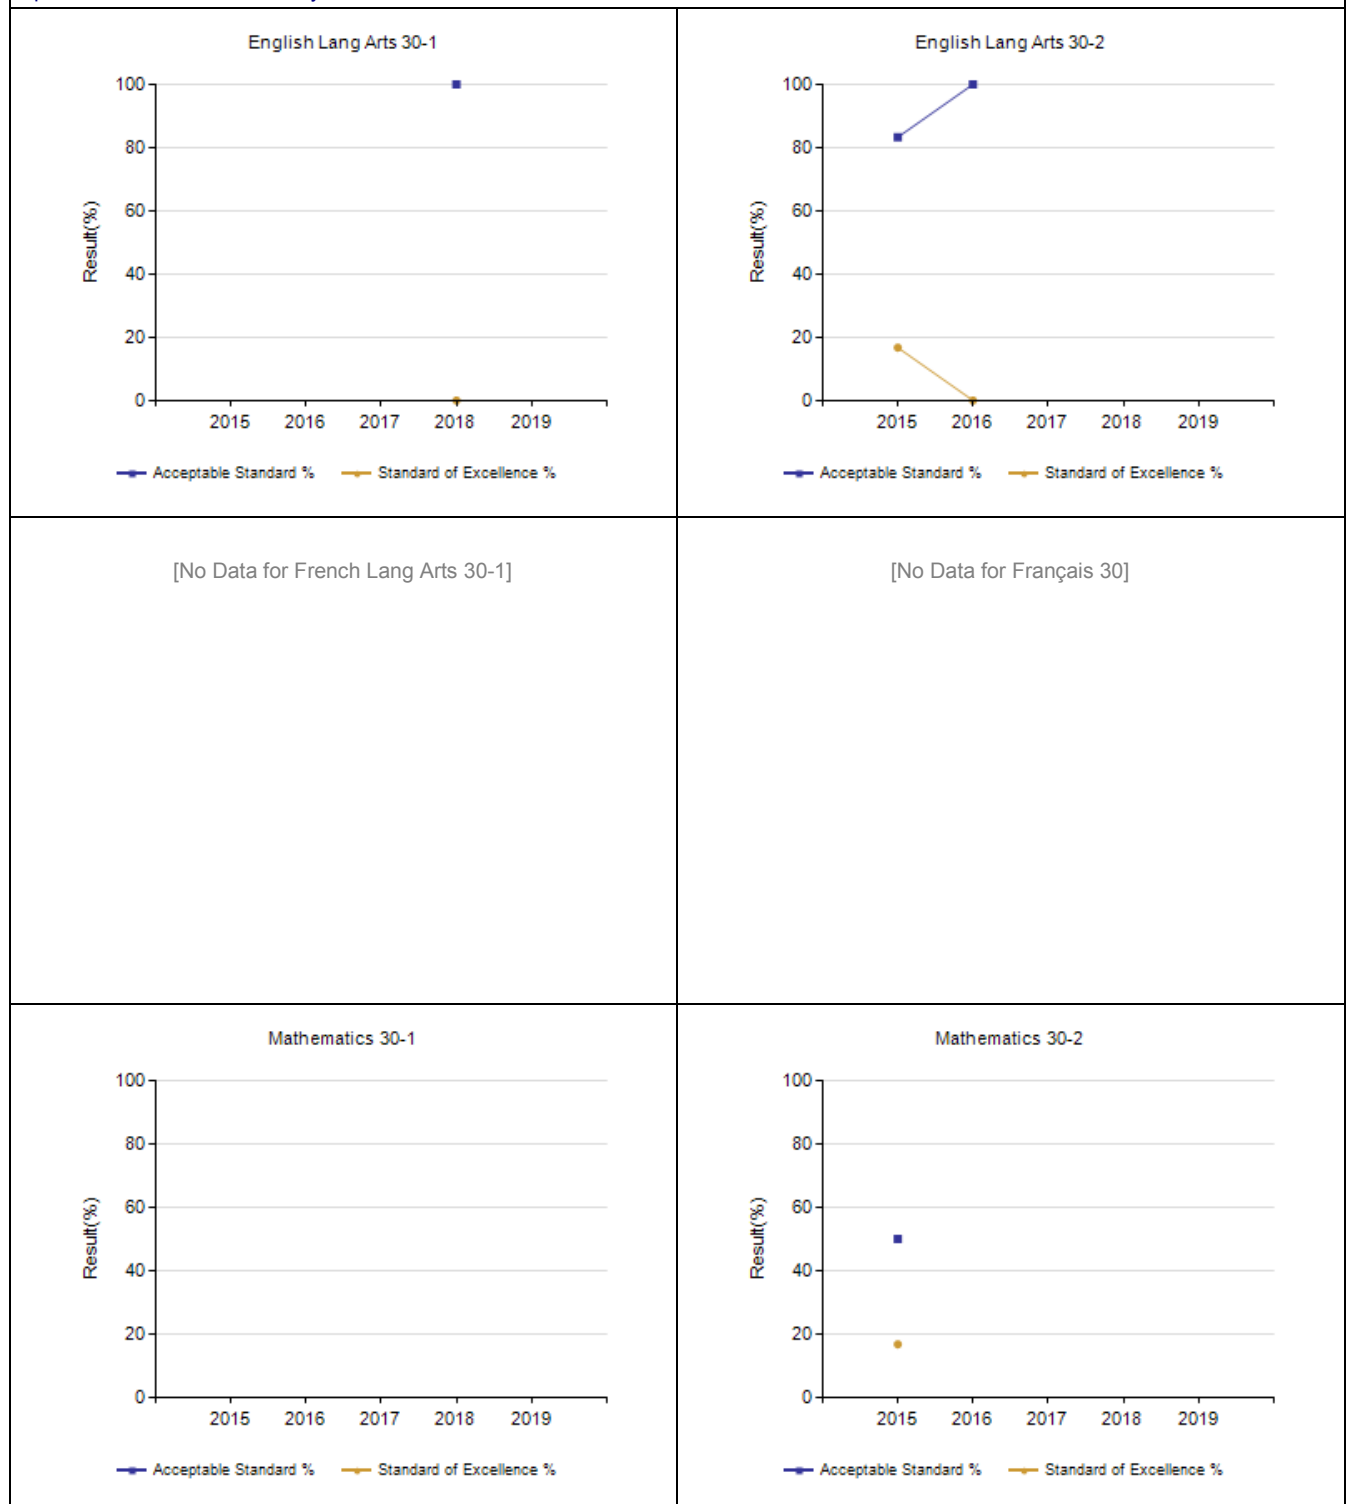 English Lang Arts 30-1
100
80
60
40
20
0
Result(%)
2015 2016 2017 2018 2019
Acceptable Standard % Standard of Excellence %
English Lang Arts 30-2
100
80
60
40
20
0
Result(%)
2015 2016 2017 2018 2019
Acceptable Standard % Standard of Excellence %
[No Data for French Lang Arts 30-1]
[No Data for Français 30]
Mathematics 30-1
100
80
60
40
20
0
Result(%)
2015 2016 2017 2018 2019
Acceptable Standard % Standard of Excellence %
Mathematics 30-2
100
80
60
40
20
0
Result(%)
2015 2016 2017 2018 2019
Acceptable Standard % Standard of Excellence %